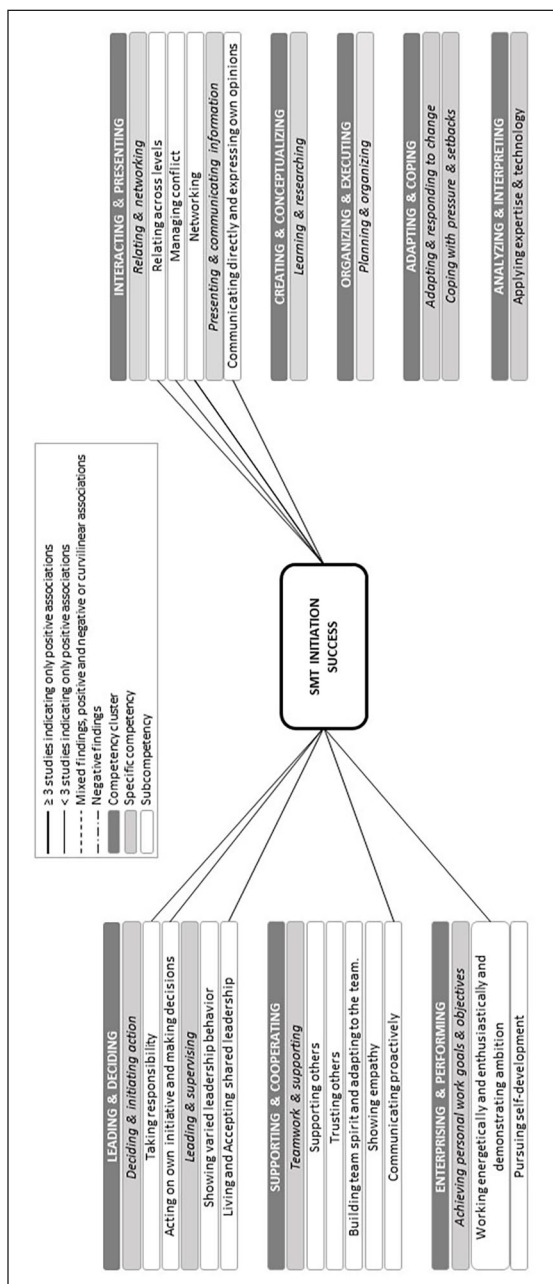 ≥ 3 studies indicating only positive associations
< 3 studies indicating only positive associations
Mixed findings, positive and negative or curvilinear associations
Negative findings
Competency cluster
Specific competency
Subcompetency
LEADING & DECIDING
Deciding & initiating action
Taking responsibility
Acting on own initiative and making decisions
Leading & supervising
Showing varied leadership behavior
Living and Accepting shared leadership
SUPPORTING & COOPERATING
Teamwork & supporting
Supporting others
Trusting others
Building team spirit and adapting to the team.
Showing empathy
Communicating proactively
ENTERPRISING & PERFORMING
Achieving personal work goals & objectives
Working energetically and enthusiastically and
demonstrating ambition
Pursuing self-development
SMT INITIATION
SUCCESS
INTERACTING & PRESENTING
Relating & networking
Relating across levels
Managing conflict
Networking
Presenting & communicating information
Communicating directly and expressing own opinions
CREATING & CONCEPTUALIZING
Learning & researching
ORGANIZING & EXECUTING
Planning & organizing
ADAPTING & COPING
Adapting & responding to change
Coping with pressure & setbacks
ANALYZING & INTERPRETING
Applying expertise & technology